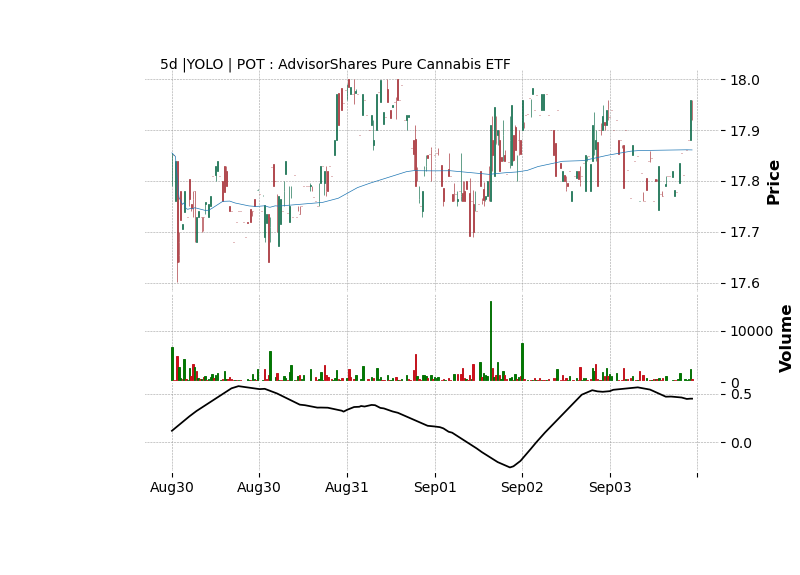 5d |YOLO | POT : AdvisorShares Pure Cannabis ETF
18.0
17.9
17.8
17.7
17.6
Price
10000
0
Volume
0.5
0.0
Aug30 Aug30 Aug31 Sep01 Sep02 Sep03